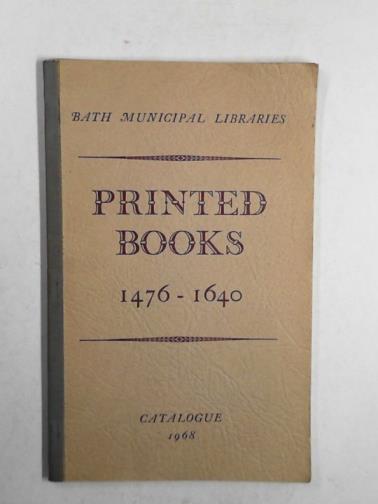 BATH MUNICIPAL LIBRARIES
PRINTED
BOOKS
1476 - 1640
CATALOGUE
1968